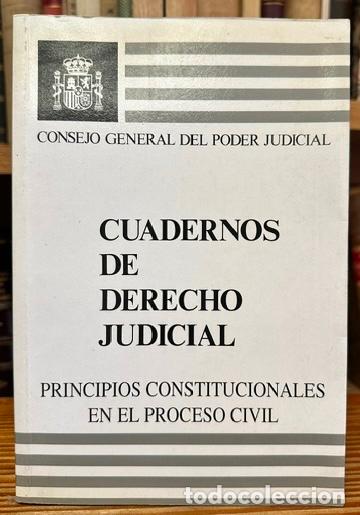 CONSEJO GENERAL DEL PODER JUDICIAL
CUADERNOS
DE
DERECHO
JUDICIAL
PRINCIPIOS CONSTITUCIONALES
EN EL PROCESO CIVIL
todocoleccion